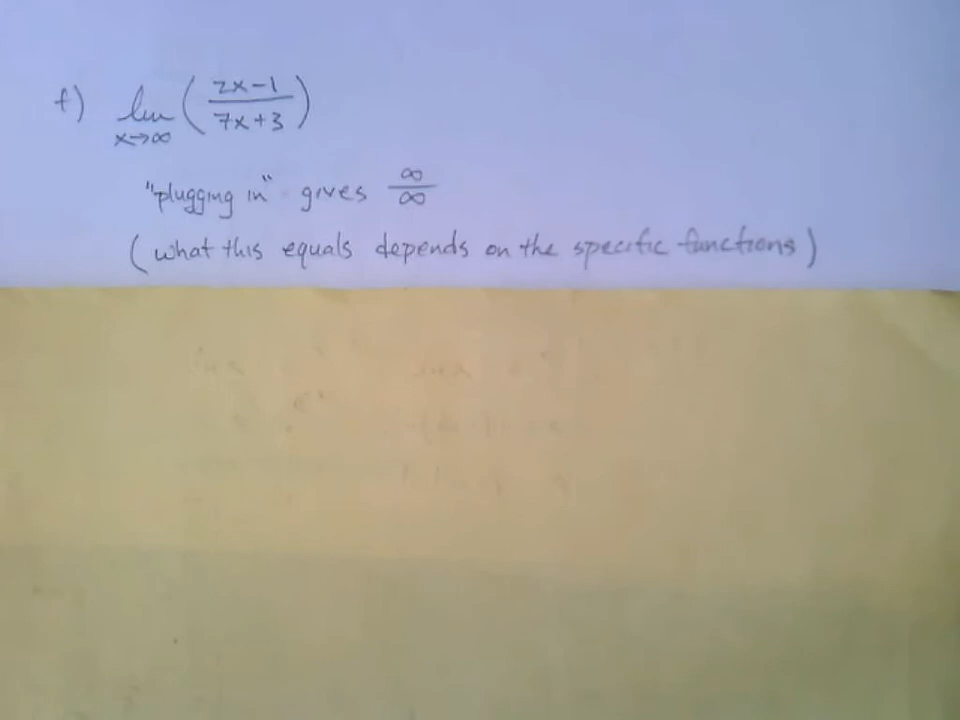 f) lim x→∞ (2x-1 / 7x+3)
"plugging in" gives ∞/∞
(what this equals depends on the specific functions)